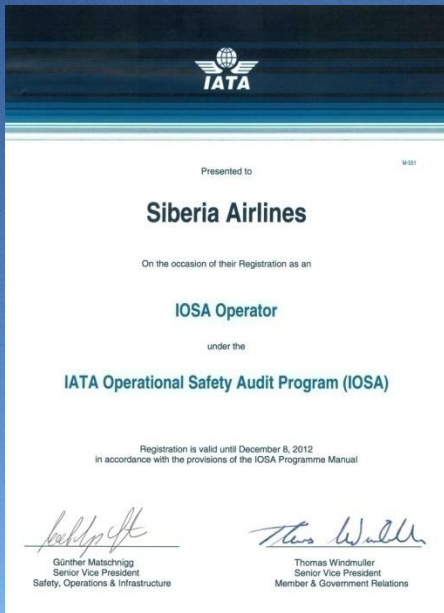 IATA
M-551
Presented to
Siberia Airlines
On the occasion of their Registration as an
IOSA Operator
under the
IATA Operational Safety Audit Program (IOSA)
Registration is valid until December 8, 2012
in accordance with the provisions of the IOSA Programme Manual
Günther Matschnigg
Senior Vice President
Safety, Operations & Infrastructure
Thomas Windmuller
Senior Vice President
Member & Government Relations